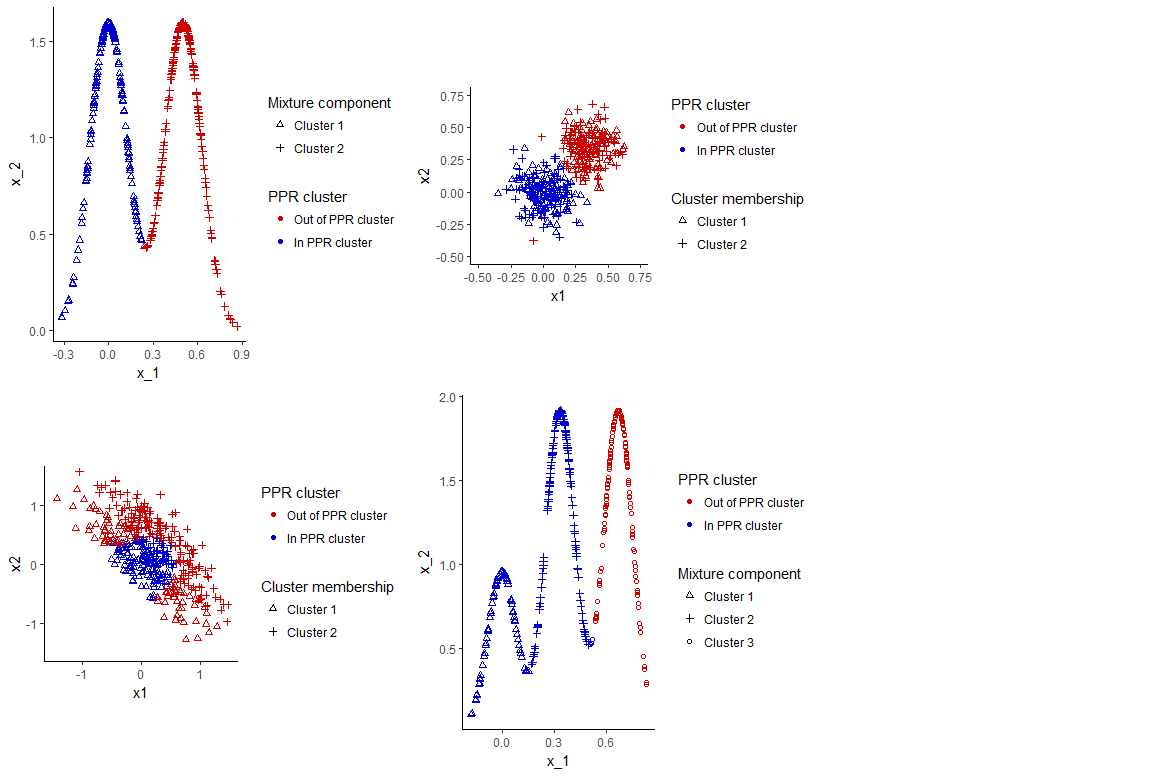 1.5
1.0
0.5
0.0
x_2
-0.3 0.0 0.3 0.6 0.9
x_1
Mixture component
Cluster 1
Cluster 2
PPR cluster
Out of PPR cluster
In PPR cluster
0.75
0.50
0.25
0.00
-0.25
-0.50
x2
-0.50 -0.25 0.00 0.25 0.50 0.75
x1
PPR cluster
Out of PPR cluster
In PPR cluster
Cluster membership
Cluster 1
Cluster 2
1
0
-1
x2
-1 0 1
x1
PPR cluster
Out of PPR cluster
In PPR cluster
Cluster membership
Cluster 1
Cluster 2
2.0
1.5
1.0
0.5
x_2
0.0 0.3 0.6
x_1
PPR cluster
Out of PPR cluster
In PPR cluster
Mixture component
Cluster 1
Cluster 2
Cluster 3